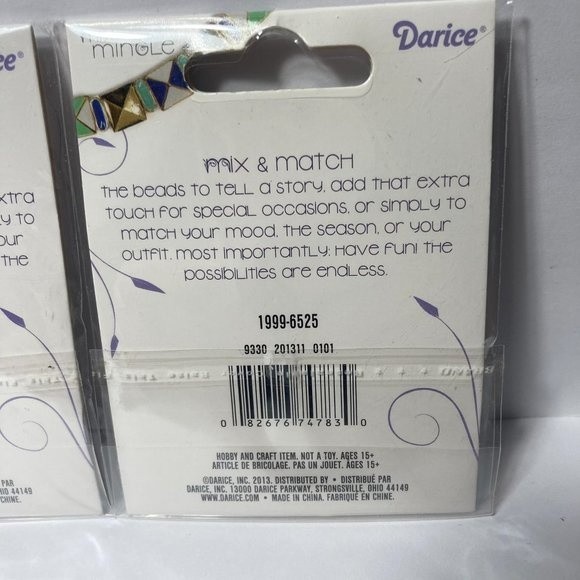 mingle
Darice®
mix & match
the beads to tell a story, add that extra
touch for special occasions, or simply to
match your mood, the season, or your
outfit. most importantly: have fun! the
possibilities are endless.
1999-6525
9330 201311 0101
0 82676 74783 0
HOBBY AND CRAFT ITEM. NOT A TOY. AGES 15+
ARTICLE DE BRICOLAGE. PAS UN JOUET. AGES 15+
©DARICE, INC. 2013. DISTRIBUTED BY • DISTRIBUÉ PAR
DARICE, INC. 13000 DARICE PARKWAY, STRONGSVILLE, OHIO 44149
WWW.DARICE.COM • MADE IN CHINA. FABRIQUÉ EN CHINE.
the
PAR
44149
CHINE.